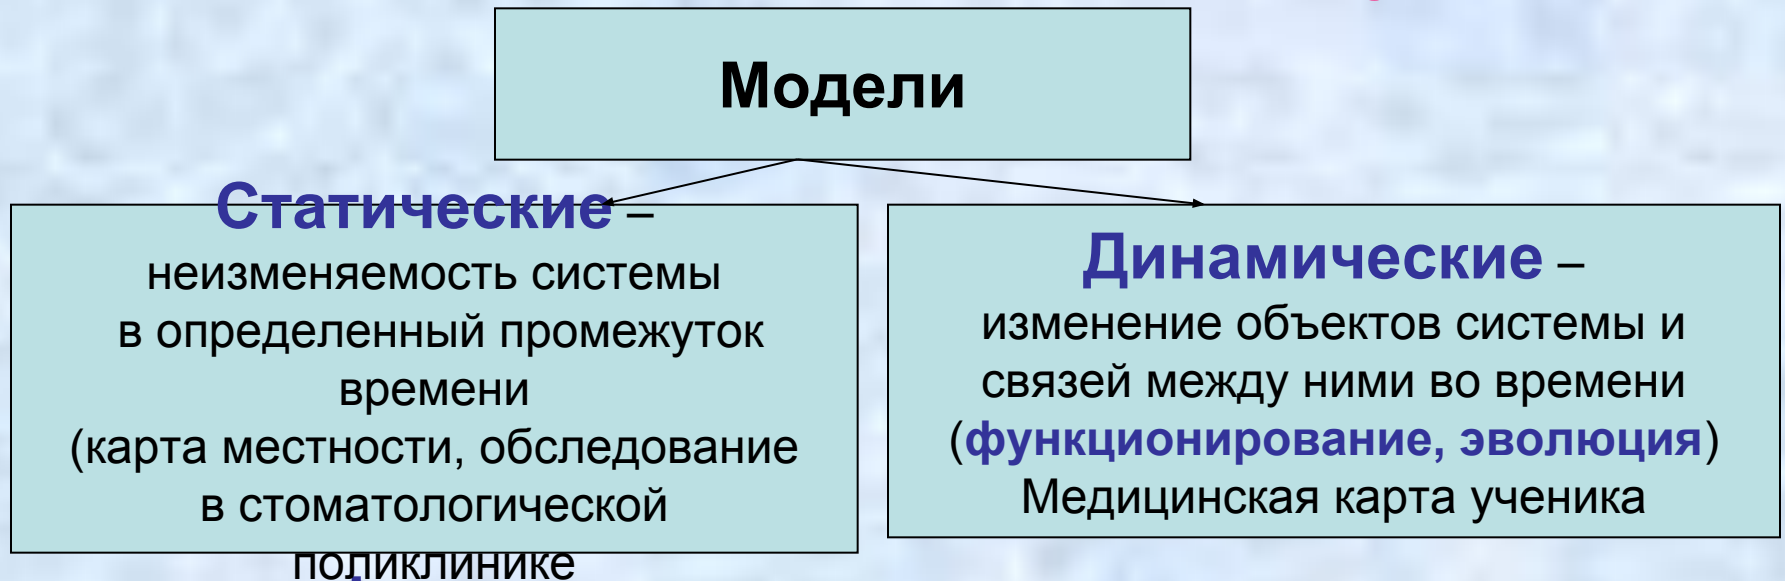 Модели
Статические –
неизменяемость системы
в определенный промежуток
времени
(карта местности, обследование
в стоматологической
поликлинике
Динамические –
изменение объектов системы и
связей между ними во времени
(функционирование, эволюция)
Медицинская карта ученика